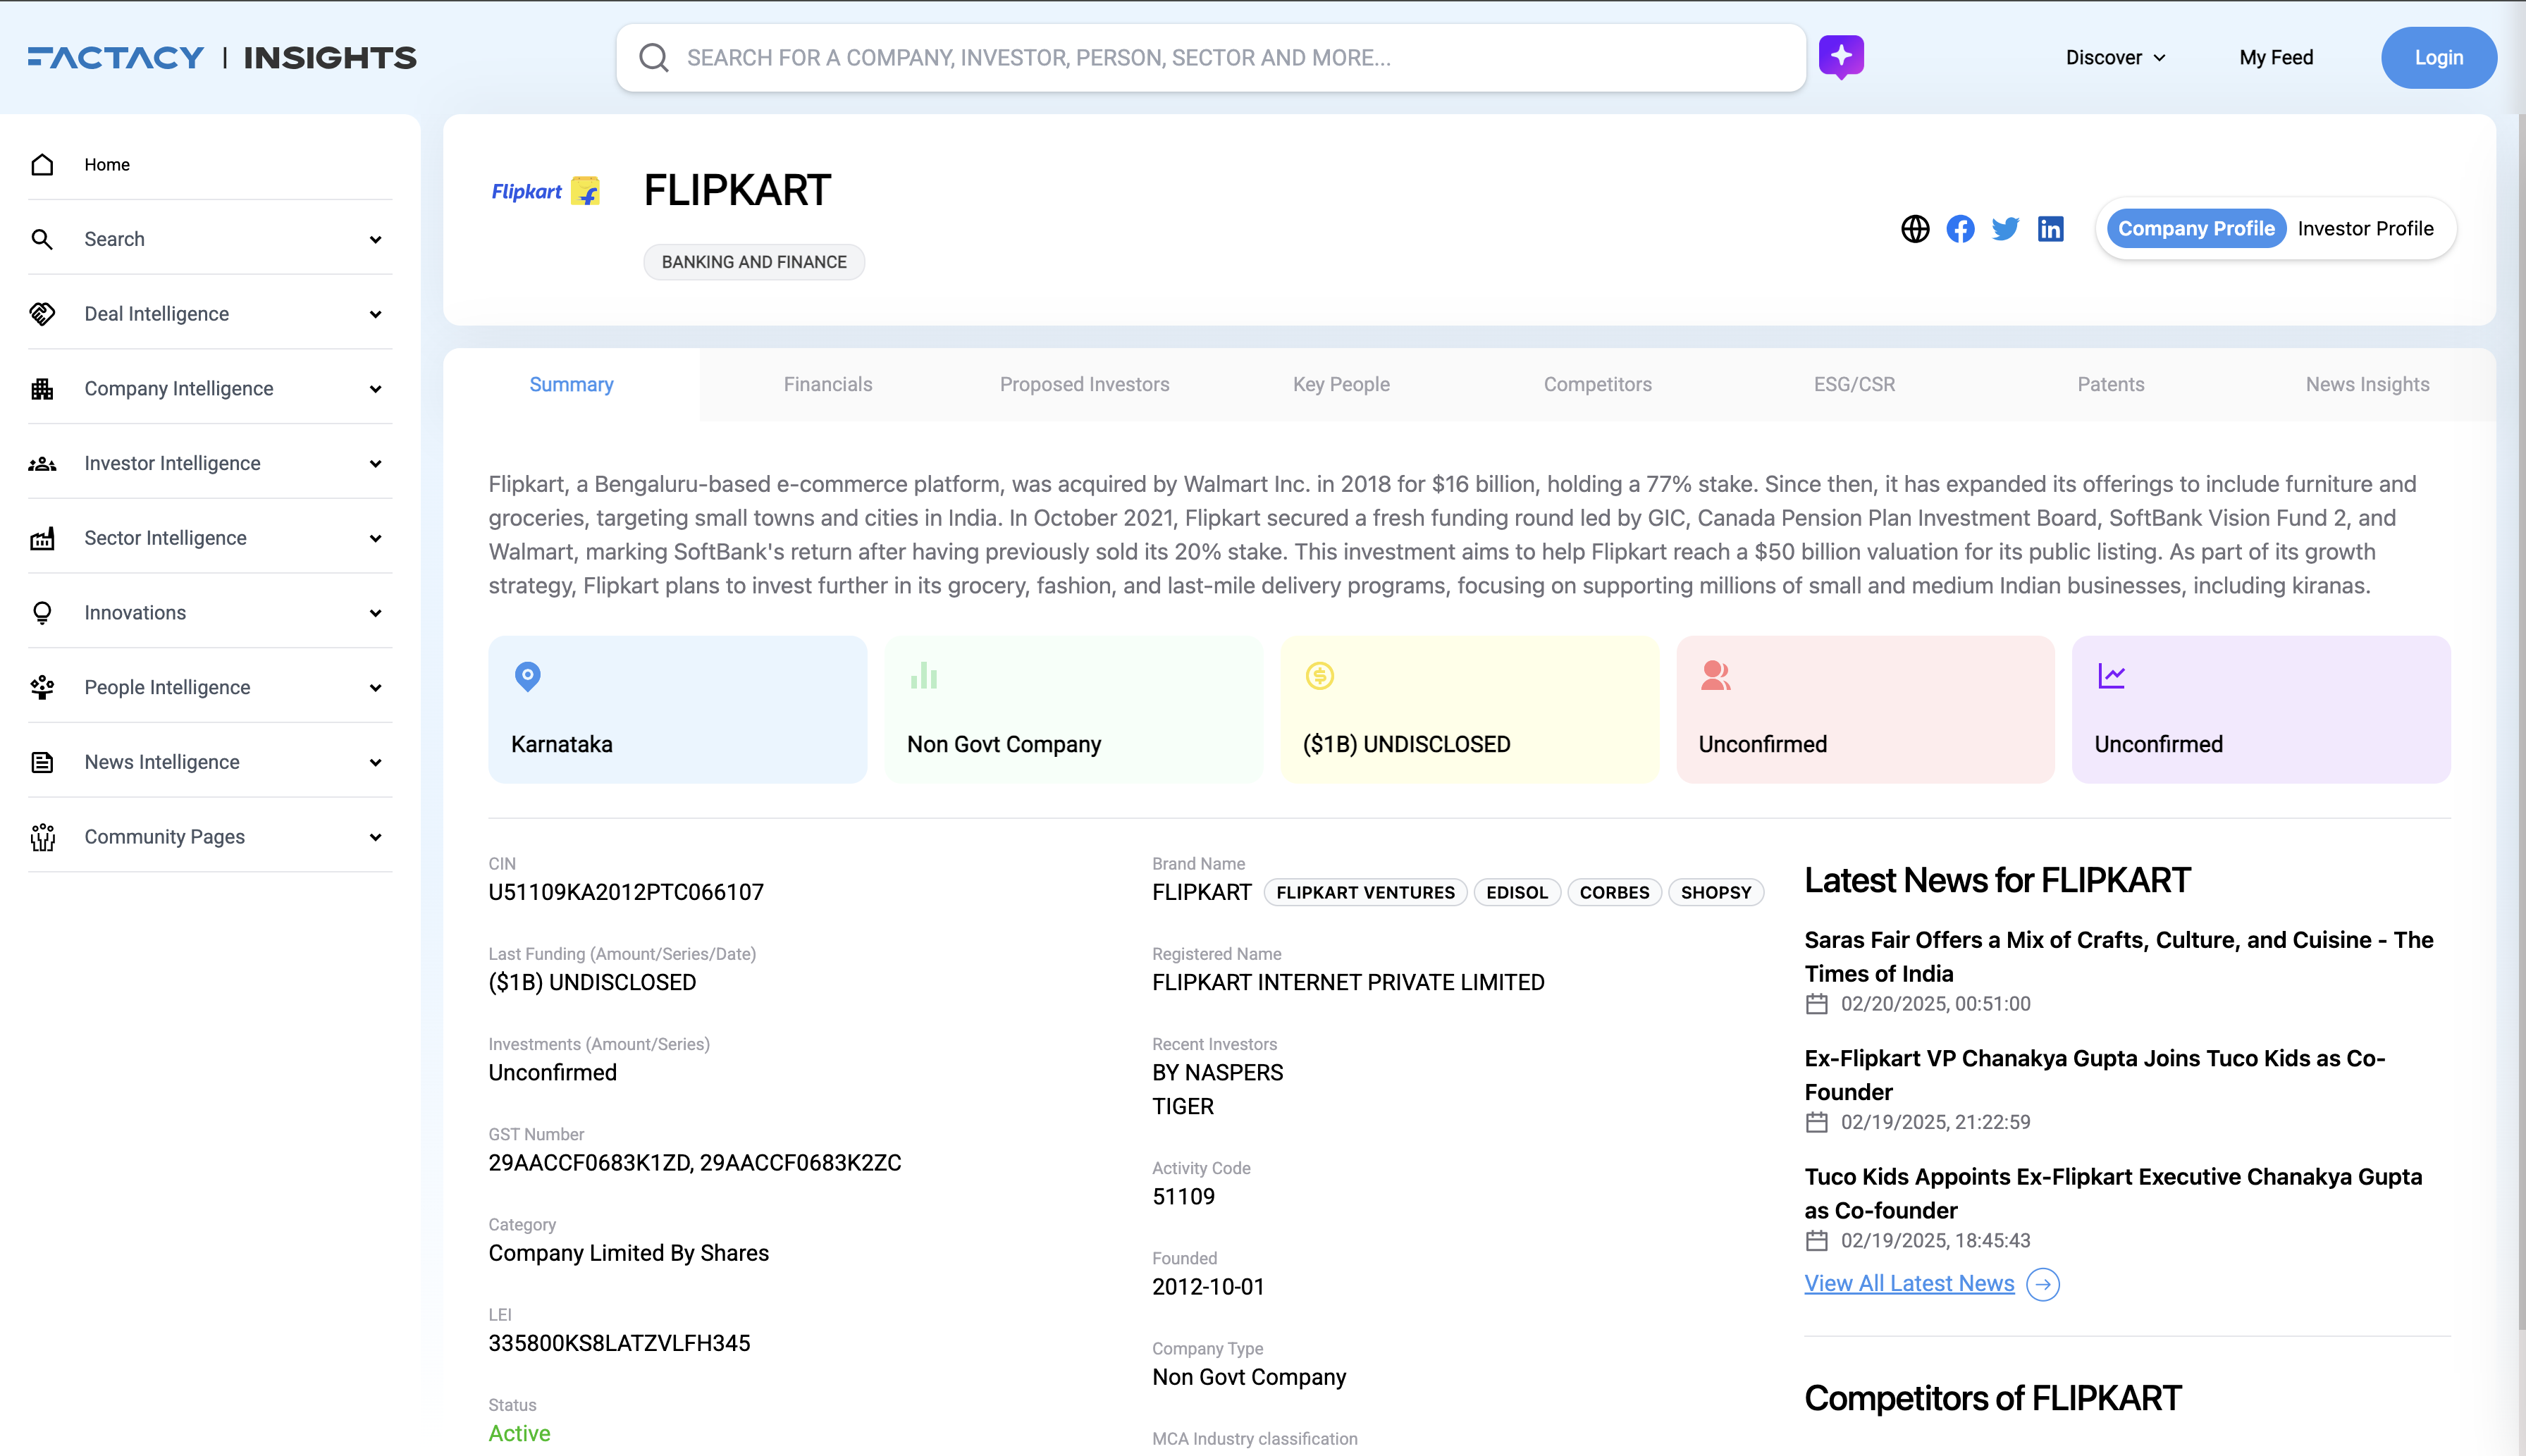 FACTACY | INSIGHTS
SEARCH FOR A COMPANY, INVESTOR, PERSON, SECTOR AND MORE...
Discover
My Feed
Login
Home
Search
Deal Intelligence
Company Intelligence
Investor Intelligence
Sector Intelligence
Innovations
People Intelligence
News Intelligence
Community Pages
Flipkart
FLIPKART
BANKING AND FINANCE
Company Profile
Investor Profile
Summary
Financials
Proposed Investors
Key People
Competitors
ESG/CSR
Patents
News Insights
Flipkart, a Bengaluru-based e-commerce platform, was acquired by Walmart Inc. in 2018 for $16 billion, holding a 77% stake. Since then, it has expanded its offerings to include furniture and
groceries, targeting small towns and cities in India. In October 2021, Flipkart secured a fresh funding round led by GIC, Canada Pension Plan Investment Board, SoftBank Vision Fund 2, and
Walmart, marking SoftBank's return after having previously sold its 20% stake. This investment aims to help Flipkart reach a $50 billion valuation for its public listing. As part of its growth
strategy, Flipkart plans to invest further in its grocery, fashion, and last-mile delivery programs, focusing on supporting millions of small and medium Indian businesses, including kiranas.
Karnataka
Non Govt Company
($1B) UNDISCLOSED
Unconfirmed
Unconfirmed
CIN
U51109KA2012PTC066107
Last Funding (Amount/Series/Date)
($1B) UNDISCLOSED
Investments (Amount/Series)
Unconfirmed
GST Number
29AACCF0683K1ZD, 29AACCF0683K2ZC
Category
Company Limited By Shares
LEI
335800KS8LATZVLFH345
Status
Active
Brand Name
FLIPKART FLIPKART VENTURES EDISOL CORBES SHOPSY
Registered Name
FLIPKART INTERNET PRIVATE LIMITED
Recent Investors
BY NASPERS
TIGER
Activity Code
51109
Founded
2012-10-01
Company Type
Non Govt Company
MCA Industry classification
Latest News for FLIPKART
Saras Fair Offers a Mix of Crafts, Culture, and Cuisine - The
Times of India
02/20/2025, 00:51:00
Ex-Flipkart VP Chanakya Gupta Joins Tuco Kids as Co-
Founder
02/19/2025, 21:22:59
Tuco Kids Appoints Ex-Flipkart Executive Chanakya Gupta
as Co-founder
02/19/2025, 18:45:43
View All Latest News
Competitors of FLIPKART